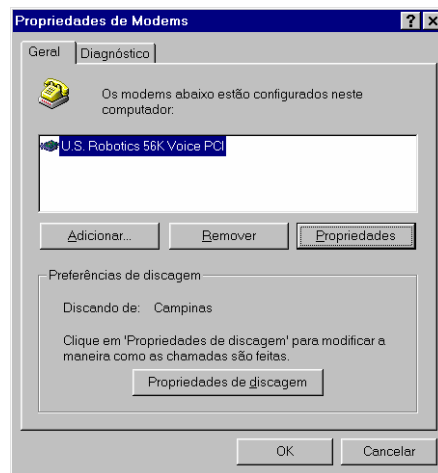 Propriedades de Modems
Geral Diagnóstico
Os modems abaixo estão configurados neste
computador:
U.S. Robotics 56K Voice PCI
Adicionar... Remover Propriedades
Preferências de discagem
Discando de: Campinas
Clique em 'Propriedades de discagem' para modificar a
maneira como as chamadas são feitas.
Propriedades de discagem
OK Cancelar